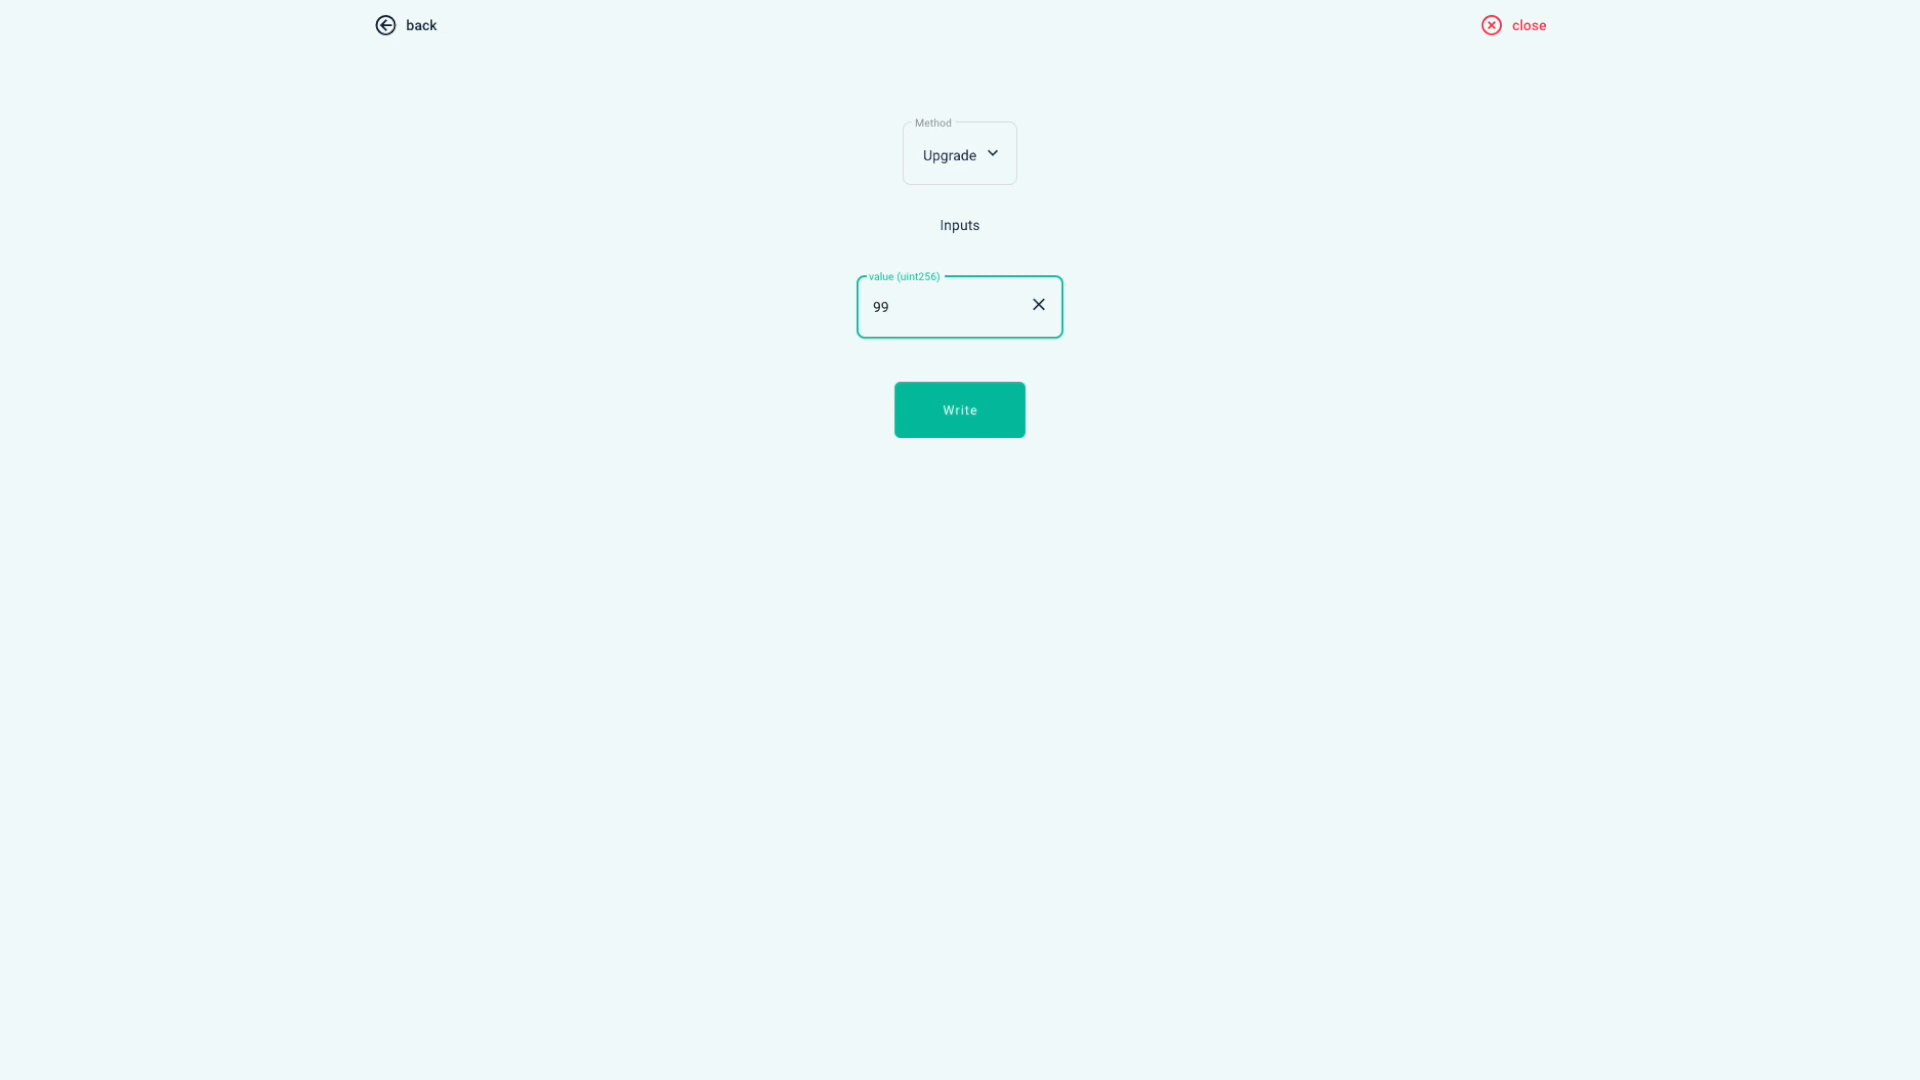 back
close
Method
Upgrade
Inputs
value (uint256)
99
Write